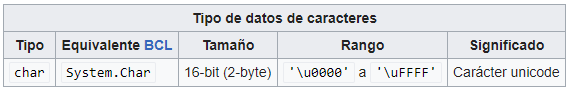 Tipo de datos de caracteres
Tipo Equivalente BCL Tamaño Rango Significado
char System.Char 16-bit (2-byte) '\u0000' a '\uFFFF' Carácter unicode